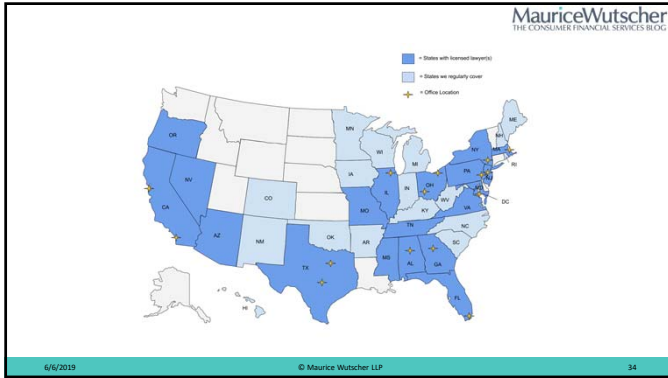 MauriceWutscher
THE CONSUMER FINANCIAL SERVICES BLOG
= States with licensed lawyer(s)
= States we regularly cover
= Office Location
ME
MN
NH
OR
WI
NY
MA
MI
RI
IA
PA
NV
IL
IN
OH
CO
WV
VA
DC
CA
MO
KY
NC
TN
AZ
NM
OK
AR
SC
MS
AL
GA
TX
FL
HI
6/6/2019
© Maurice Wutscher LLP
34